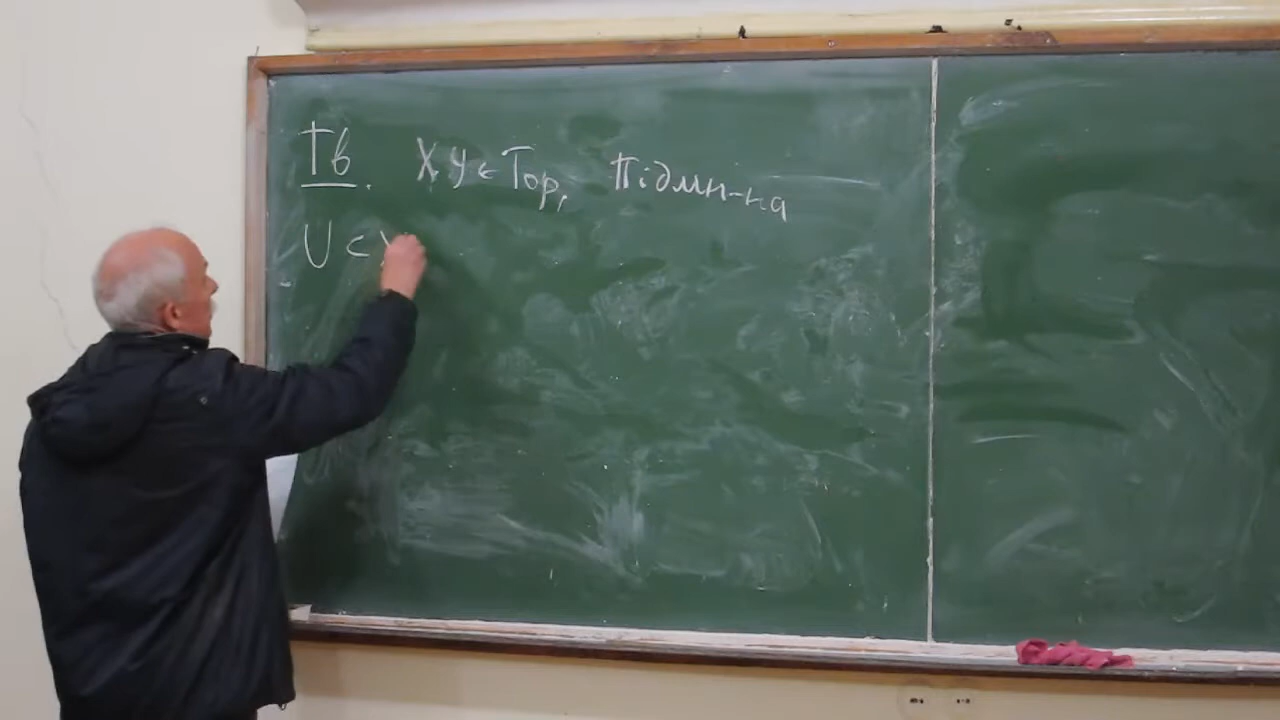 Тв. X, Y ∈ Top, Підмн-на
U ⊂ X